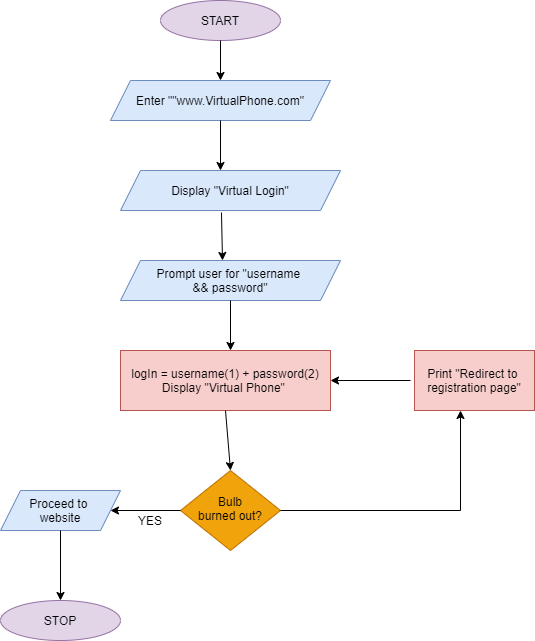 START
Enter ""www.VirtualPhone.com"
Display "Virtual Login"
Prompt user for "username
&& password"
logIn = username(1) + password(2)
Display "Virtual Phone"
Print "Redirect to
registration page"
Bulb
burned out?
YES
Proceed to
website
STOP